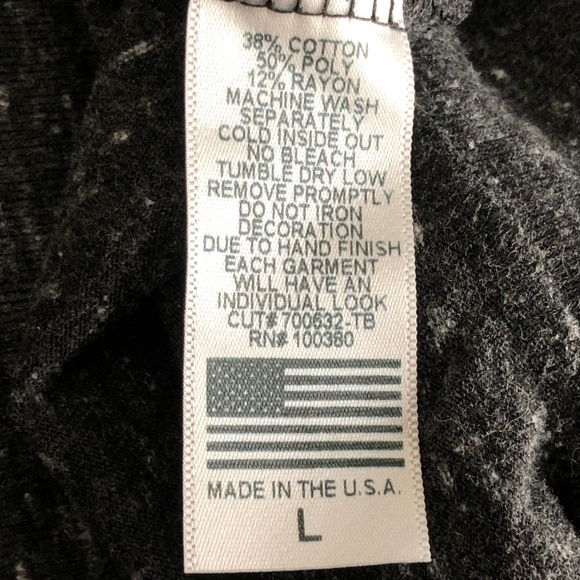 38% COTTON
50% POLY
12% RAYON
MACHINE WASH
SEPARATELY
COLD INSIDE OUT
NO BLEACH
TUMBLE DRY LOW
REMOVE PROMPTLY
DO NOT IRON
DECORATION
DUE TO HAND FINISH
EACH GARMENT
WILL HAVE AN
INDIVIDUAL LOOK
CUT# 700632-TB
RN# 100380
MADE IN THE U.S.A.
L